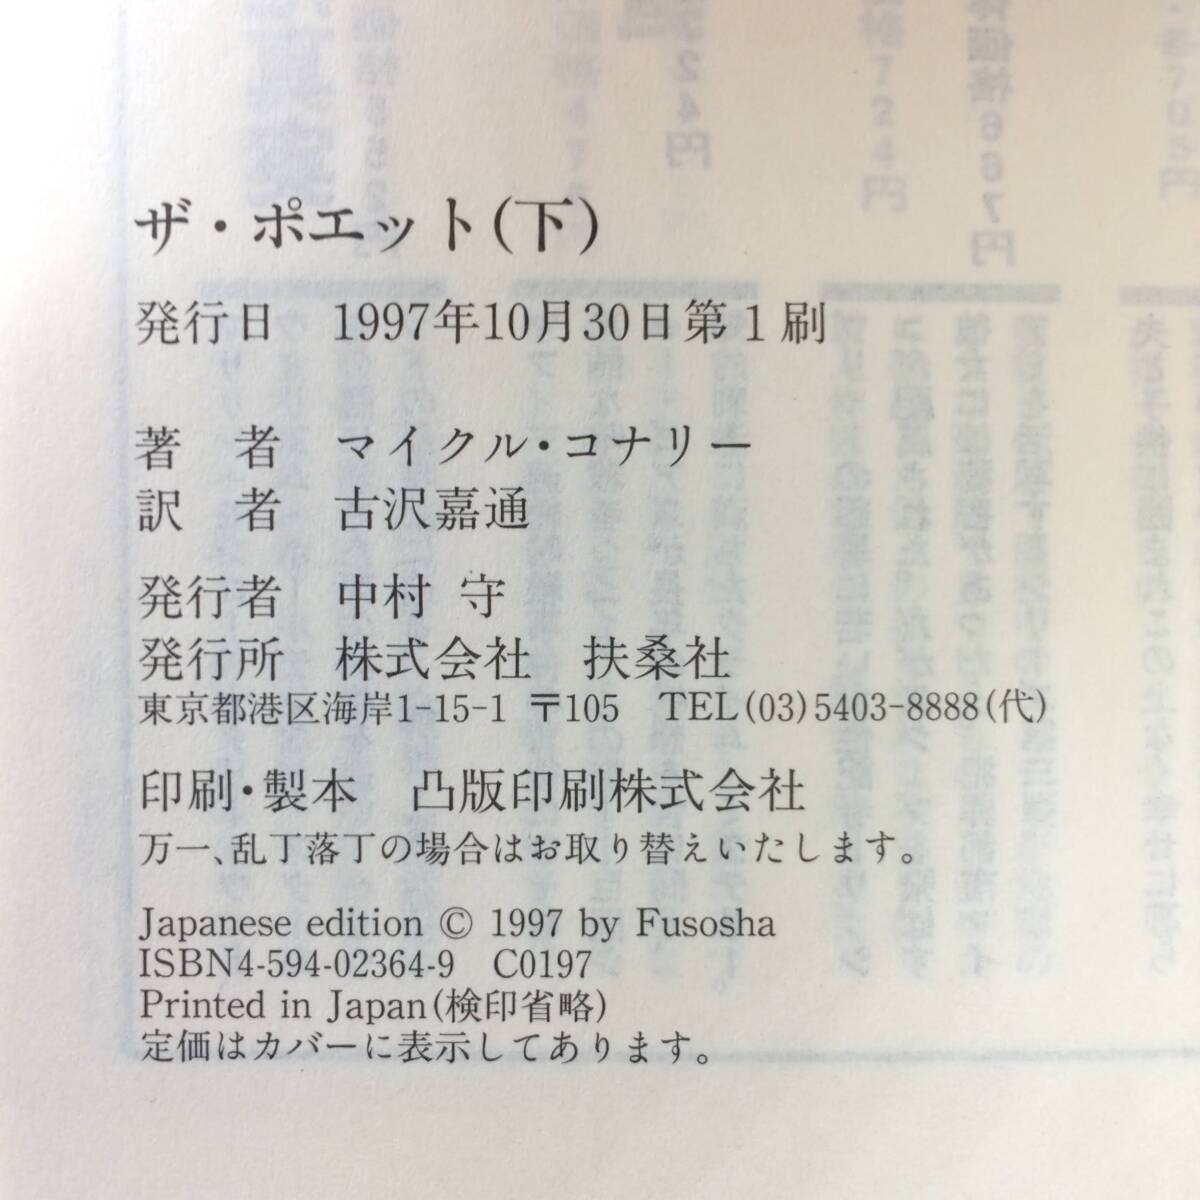 ザ・ポエット(下)
発行日　1997年10月30日第1刷
著　者　マイクル・コナリー
訳　者　古沢嘉通
発行者　中村 守
発行所　株式会社　扶桑社
東京都港区海岸1-15-1 〒105　TEL(03)5403-8888(代)
印刷・製本　凸版印刷株式会社
万一、乱丁落丁の場合はお取り替えいたします。
Japanese edition © 1997 by Fusosha
ISBN4-594-02364-9　C0197
Printed in Japan(検印省略)
定価はカバーに表示してあります。